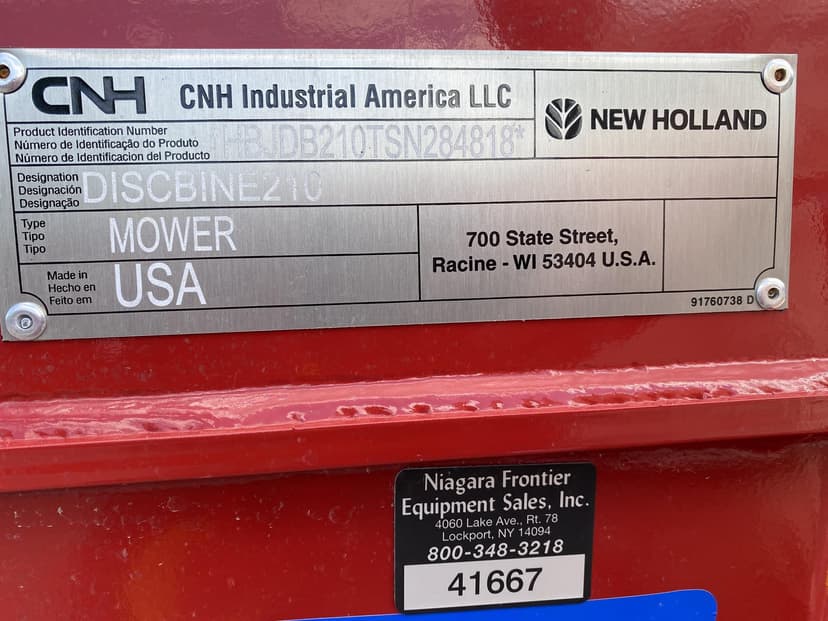 CNH CNH Industrial America LLC
NEW HOLLAND
Product Identification Number
Número de Identificação do Produto
Número de Identificacion del Producto
HBJDB210TSN284818*
Designation
Designación
Designação
DISCBINE210
Type
Tipo
Tipo
MOWER
700 State Street,
Racine - WI 53404 U.S.A.
Made in
Hecho en
Feito em
USA
91760738 D
Niagara Frontier
Equipment Sales, Inc.
4060 Lake Ave., Rt. 78
Lockport, NY 14094
800-348-3218
41667